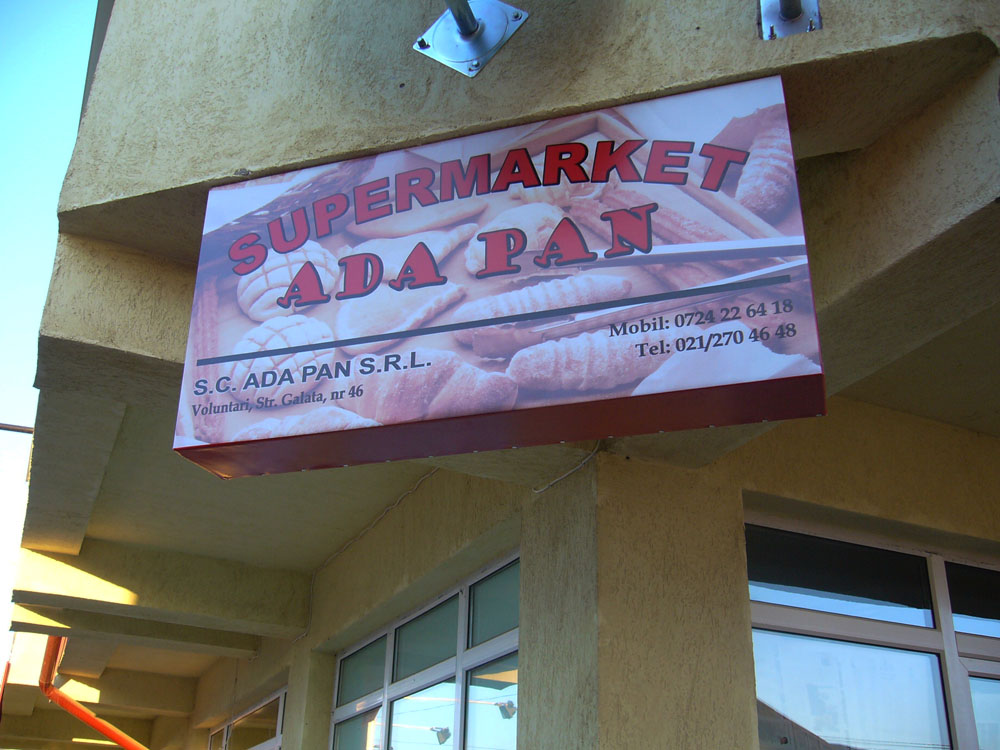 SUPERMARKET
ADA PAN
S.C. ADA PAN S.R.L.
Voluntari, Str. Galata, nr 46
Mobil: 0724 22 64 18
Tel: 021/270 46 48